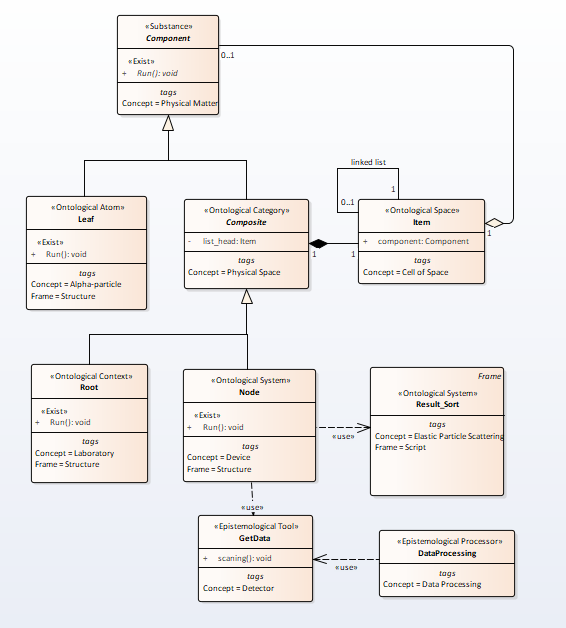 «Substance»
Component
«Exist»
+ Run(): void
tags
Concept = Physical Matter
0..1
linked list
0..1
1
«Ontological Atom»
Leaf
«Exist»
+ Run(): void
tags
Concept = Alpha-particle
Frame = Structure
«Ontological Category»
Composite
- list_head: Item
tags
Concept = Physical Space
1
1
«Ontological Space»
Item
+ component: Component
tags
Concept = Cell of Space
1
«Ontological Context»
Root
«Exist»
+ Run(): void
tags
Concept = Laboratory
Frame = Structure
«Ontological System»
Node
«Exist»
+ Run(): void
tags
Concept = Device
Frame = Structure
«use»
Frame
«Ontological System»
Result_Sort
tags
Concept = Elastic Particle Scattering
Frame = Script
«use»
«Epistemological Tool»
GetData
+ scaning(): void
tags
Concept = Detector
«use»
«Epistemological Processor»
DataProcessing
tags
Concept = Data Processing